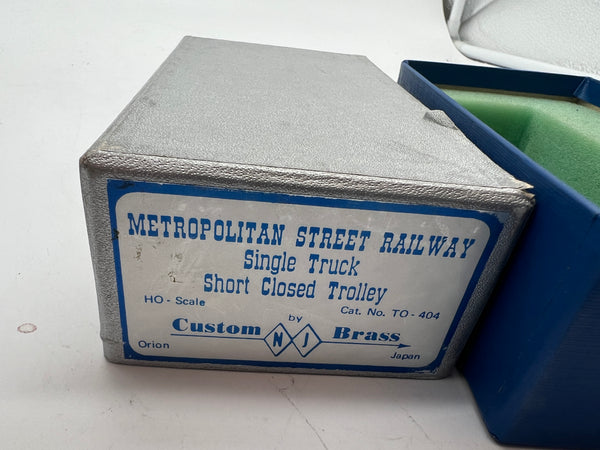 METROPOLITAN STREET RAILWAY
Single Truck
Short Closed Trolley
HO - Scale Cat. No. TO - 404
by
Custom NJ Brass
Orion Japan